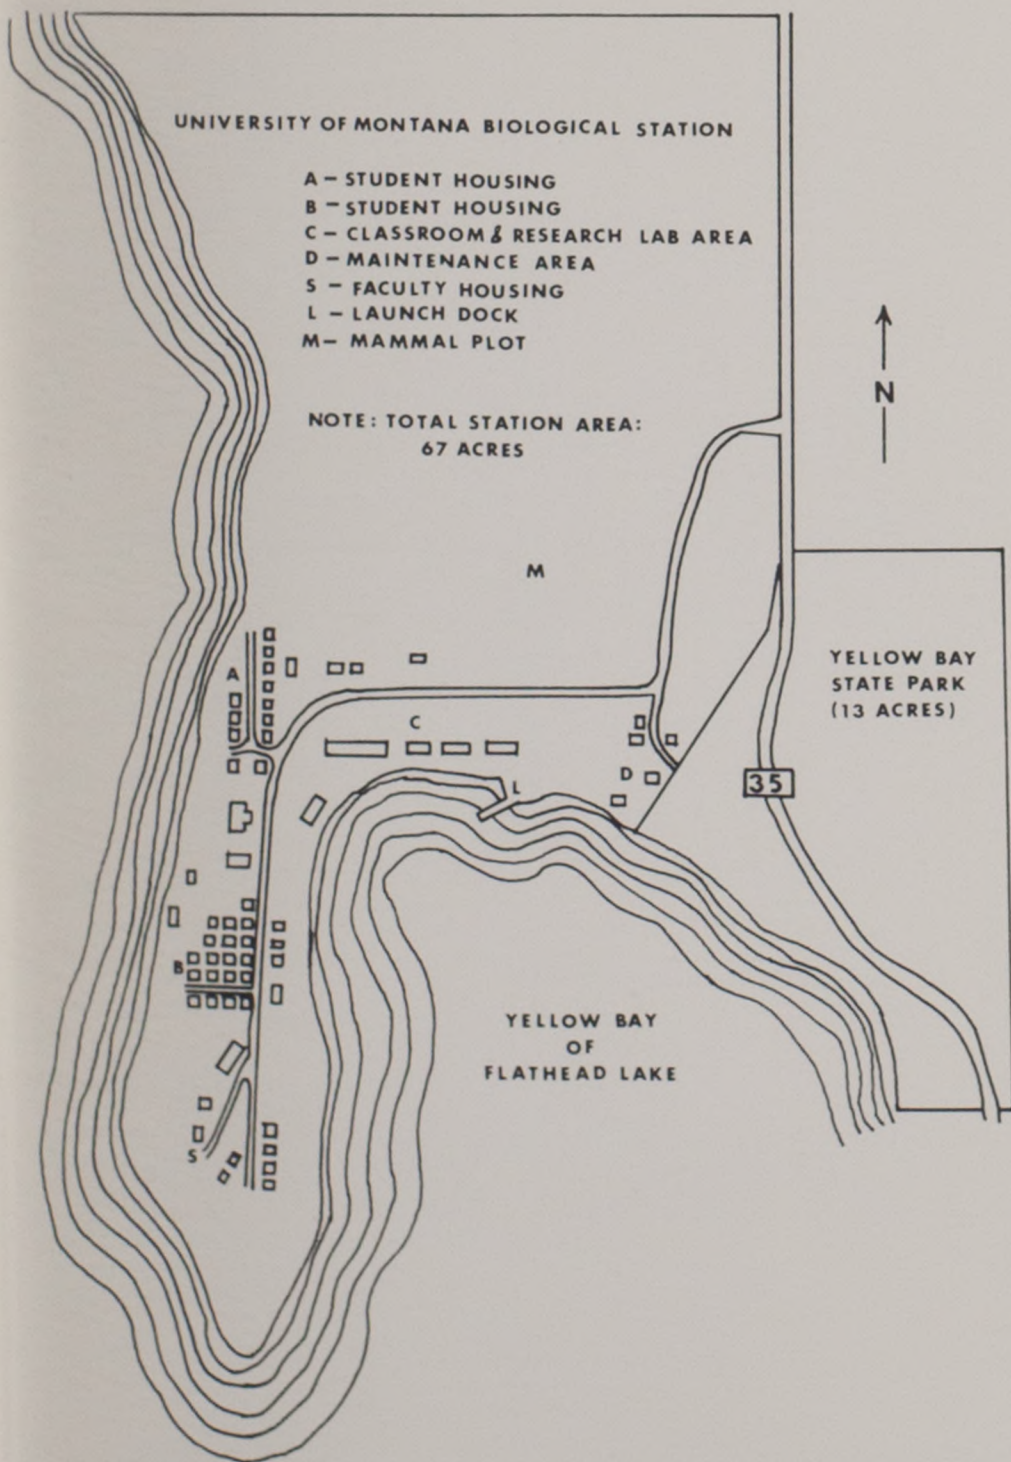 UNIVERSITY OF MONTANA BIOLOGICAL STATION
A – STUDENT HOUSING
B – STUDENT HOUSING
C – CLASSROOM & RESEARCH LAB AREA
D – MAINTENANCE AREA
S – FACULTY HOUSING
L – LAUNCH DOCK
M– MAMMAL PLOT
NOTE: TOTAL STATION AREA:
67 ACRES
N
M
YELLOW BAY
STATE PARK
(13 ACRES)
A
C
D
L
35
B
YELLOW BAY
OF
FLATHEAD LAKE
S